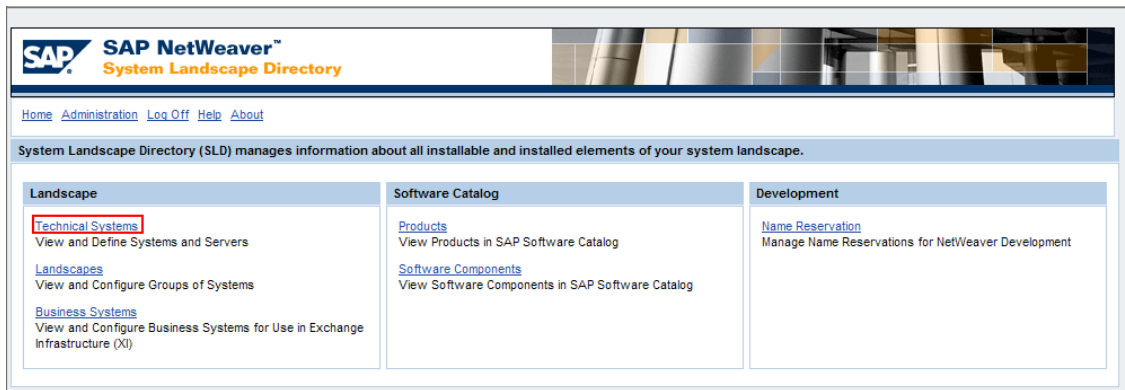 SAP
SAP NetWeaver™
System Landscape Directory
Home Administration Log Off Help About
System Landscape Directory (SLD) manages information about all installable and installed elements of your system landscape.
Landscape
Technical Systems
View and Define Systems and Servers
Landscapes
View and Configure Groups of Systems
Business Systems
View and Configure Business Systems for Use in Exchange
Infrastructure (XI)
Software Catalog
Products
View Products in SAP Software Catalog
Software Components
View Software Components in SAP Software Catalog
Development
Name Reservation
Manage Name Reservations for NetWeaver Development